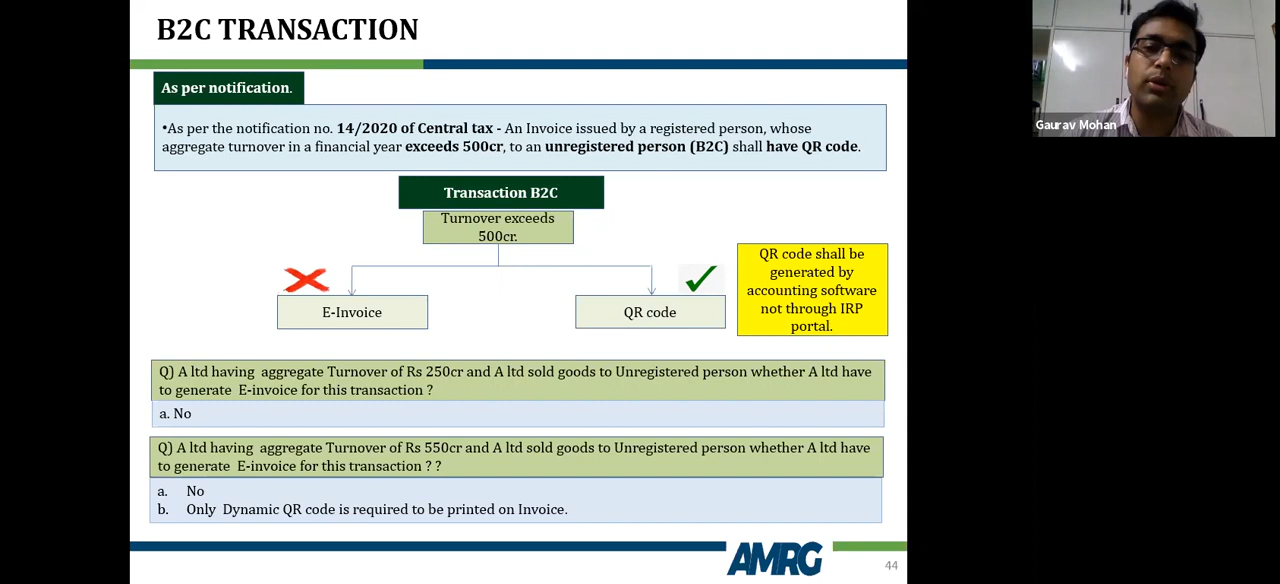 B2C TRANSACTION
As per notification.
•As per the notification no. 14/2020 of Central tax - An Invoice issued by a registered person, whose
aggregate turnover in a financial year exceeds 500cr, to an unregistered person (B2C) shall have QR code.
Transaction B2C
Turnover exceeds
500cr.
E-Invoice
QR code
QR code shall be
generated by
accounting software
not through IRP
portal.
Q) A ltd having aggregate Turnover of Rs 250cr and A ltd sold goods to Unregistered person whether A ltd have
to generate E-invoice for this transaction ?
a. No
Q) A ltd having aggregate Turnover of Rs 550cr and A ltd sold goods to Unregistered person whether A ltd have
to generate E-invoice for this transaction ? ?
a. No
b. Only Dynamic QR code is required to be printed on Invoice.
AMRG
44
Gaurav Mohan